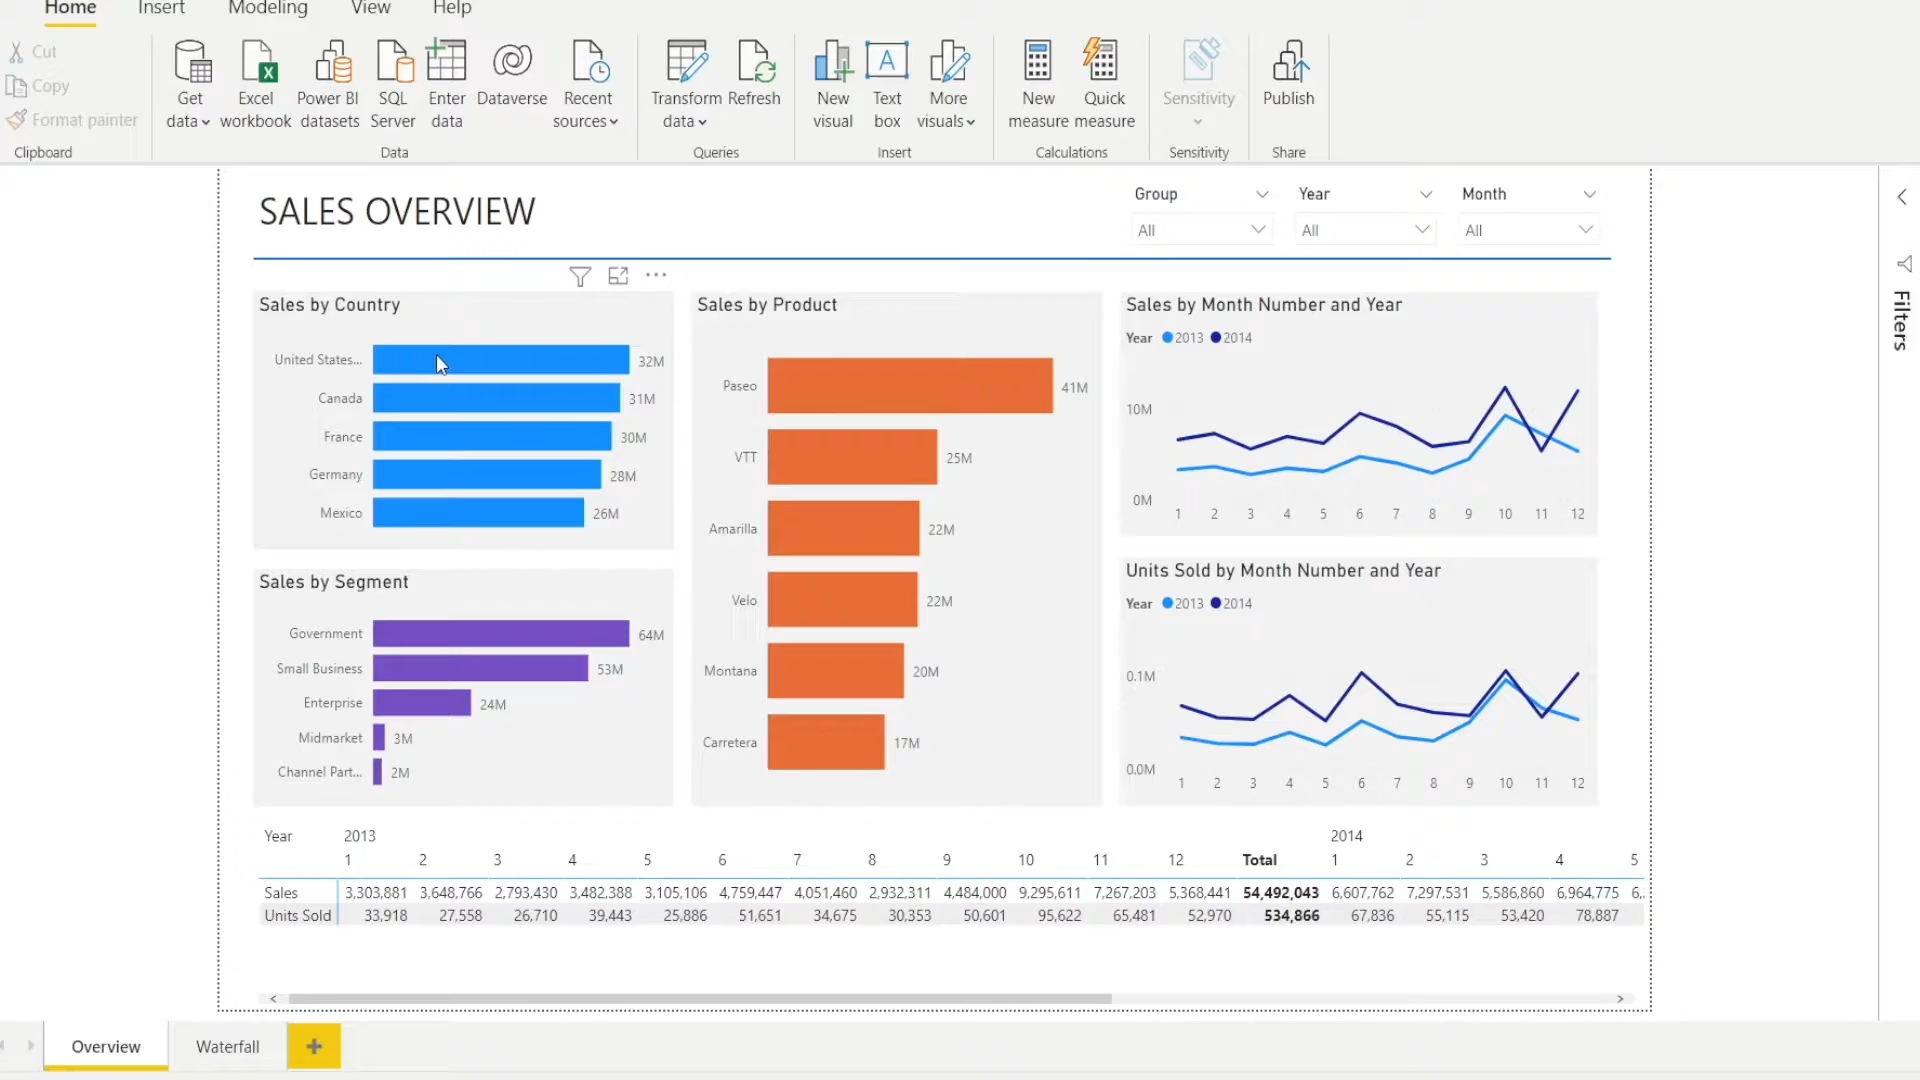 Home Insert Modeling View Help
Cut
Copy
Format painter
Clipboard
Get data
Excel workbook
Power BI datasets
SQL Server
Enter data
Dataverse
Recent sources
Data
Transform data
Refresh
Queries
New visual
Text box
More visuals
Insert
New measure
Quick measure
Calculations
Sensitivity
Sensitivity
Publish
Share
SALES OVERVIEW
Group Year Month
All All All
Filters
Sales by Country
United States... 32M
Canada 31M
France 30M
Germany 28M
Mexico 26M
Sales by Segment
Government 64M
Small Business 53M
Enterprise 24M
Midmarket 3M
Channel Part... 2M
Sales by Product
Paseo 41M
VTT 25M
Amarilla 22M
Velo 22M
Montana 20M
Carretera 17M
Sales by Month Number and Year
Year 2013 2014
10M
0M
1 2 3 4 5 6 7 8 9 10 11 12
Units Sold by Month Number and Year
Year 2013 2014
0.1M
0.0M
1 2 3 4 5 6 7 8 9 10 11 12
Year 2013 2014
1 2 3 4 5 6 7 8 9 10 11 12 Total 1 2 3 4 5
Sales 3,303,881 3,648,766 2,793,430 3,482,388 3,105,106 4,759,447 4,051,460 2,932,311 4,484,000 9,295,611 7,267,203 5,368,441 54,492,043 6,607,762 7,297,531 5,586,860 6,964,775 6,
Units Sold 33,918 27,558 26,710 39,443 25,886 51,651 34,675 30,353 50,601 95,622 65,481 52,970 534,866 67,836 55,115 53,420 78,887
Overview Waterfall +